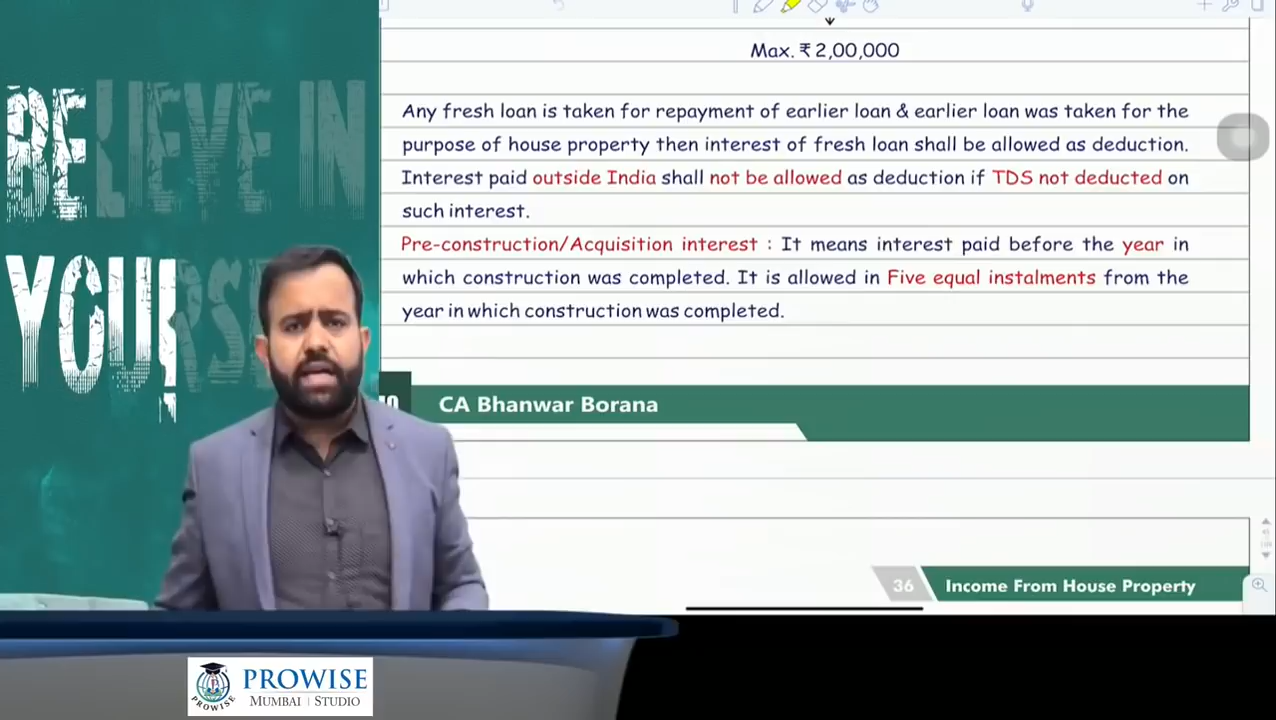 BELIEVE IN
YOURSE
Max. ₹ 2,00,000
Any fresh loan is taken for repayment of earlier loan & earlier loan was taken for the
purpose of house property then interest of fresh loan shall be allowed as deduction.
Interest paid outside India shall not be allowed as deduction if TDS not deducted on
such interest.
Pre-construction/Acquisition interest : It means interest paid before the year in
which construction was completed. It is allowed in Five equal instalments from the
year in which construction was completed.
CA Bhanwar Borana
36
Income From House Property
PROWISE
PROWISE
MUMBAI | STUDIO